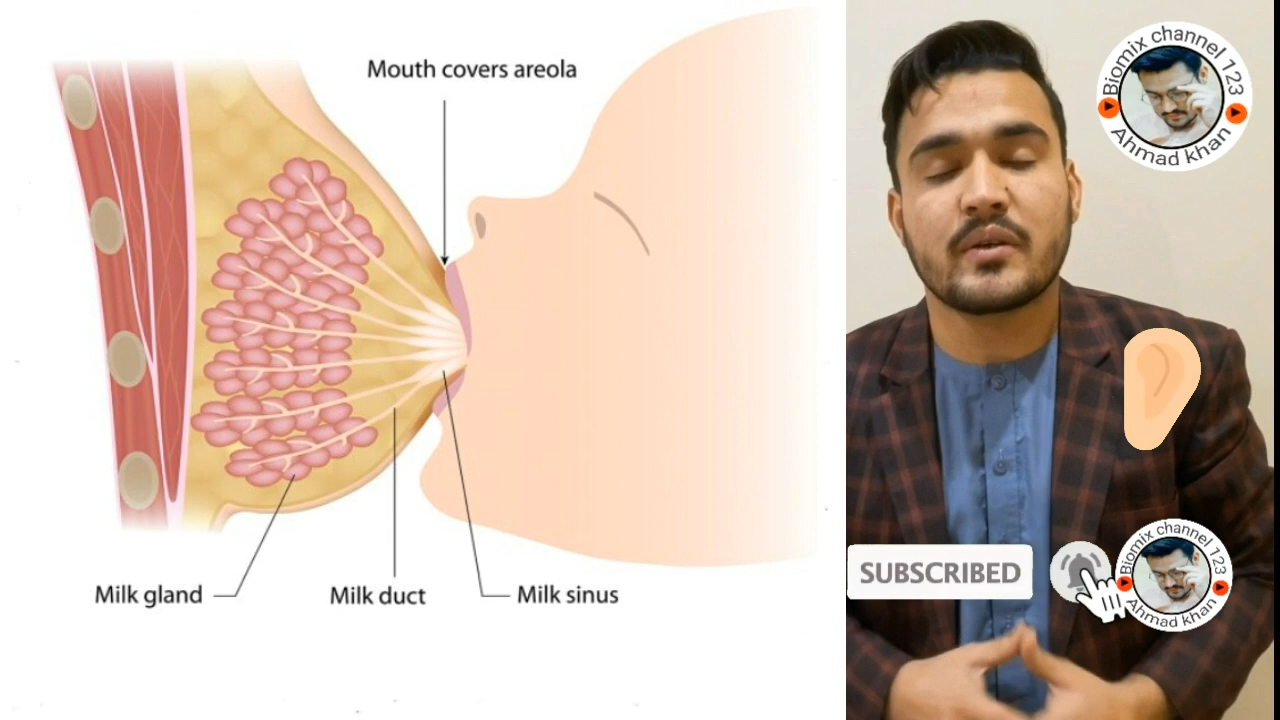 Mouth covers areola
Milk gland
Milk duct
Milk sinus
Biomix channel 123
Ahmad khan
SUBSCRIBED
Biomix channel 123
Ahmad khan